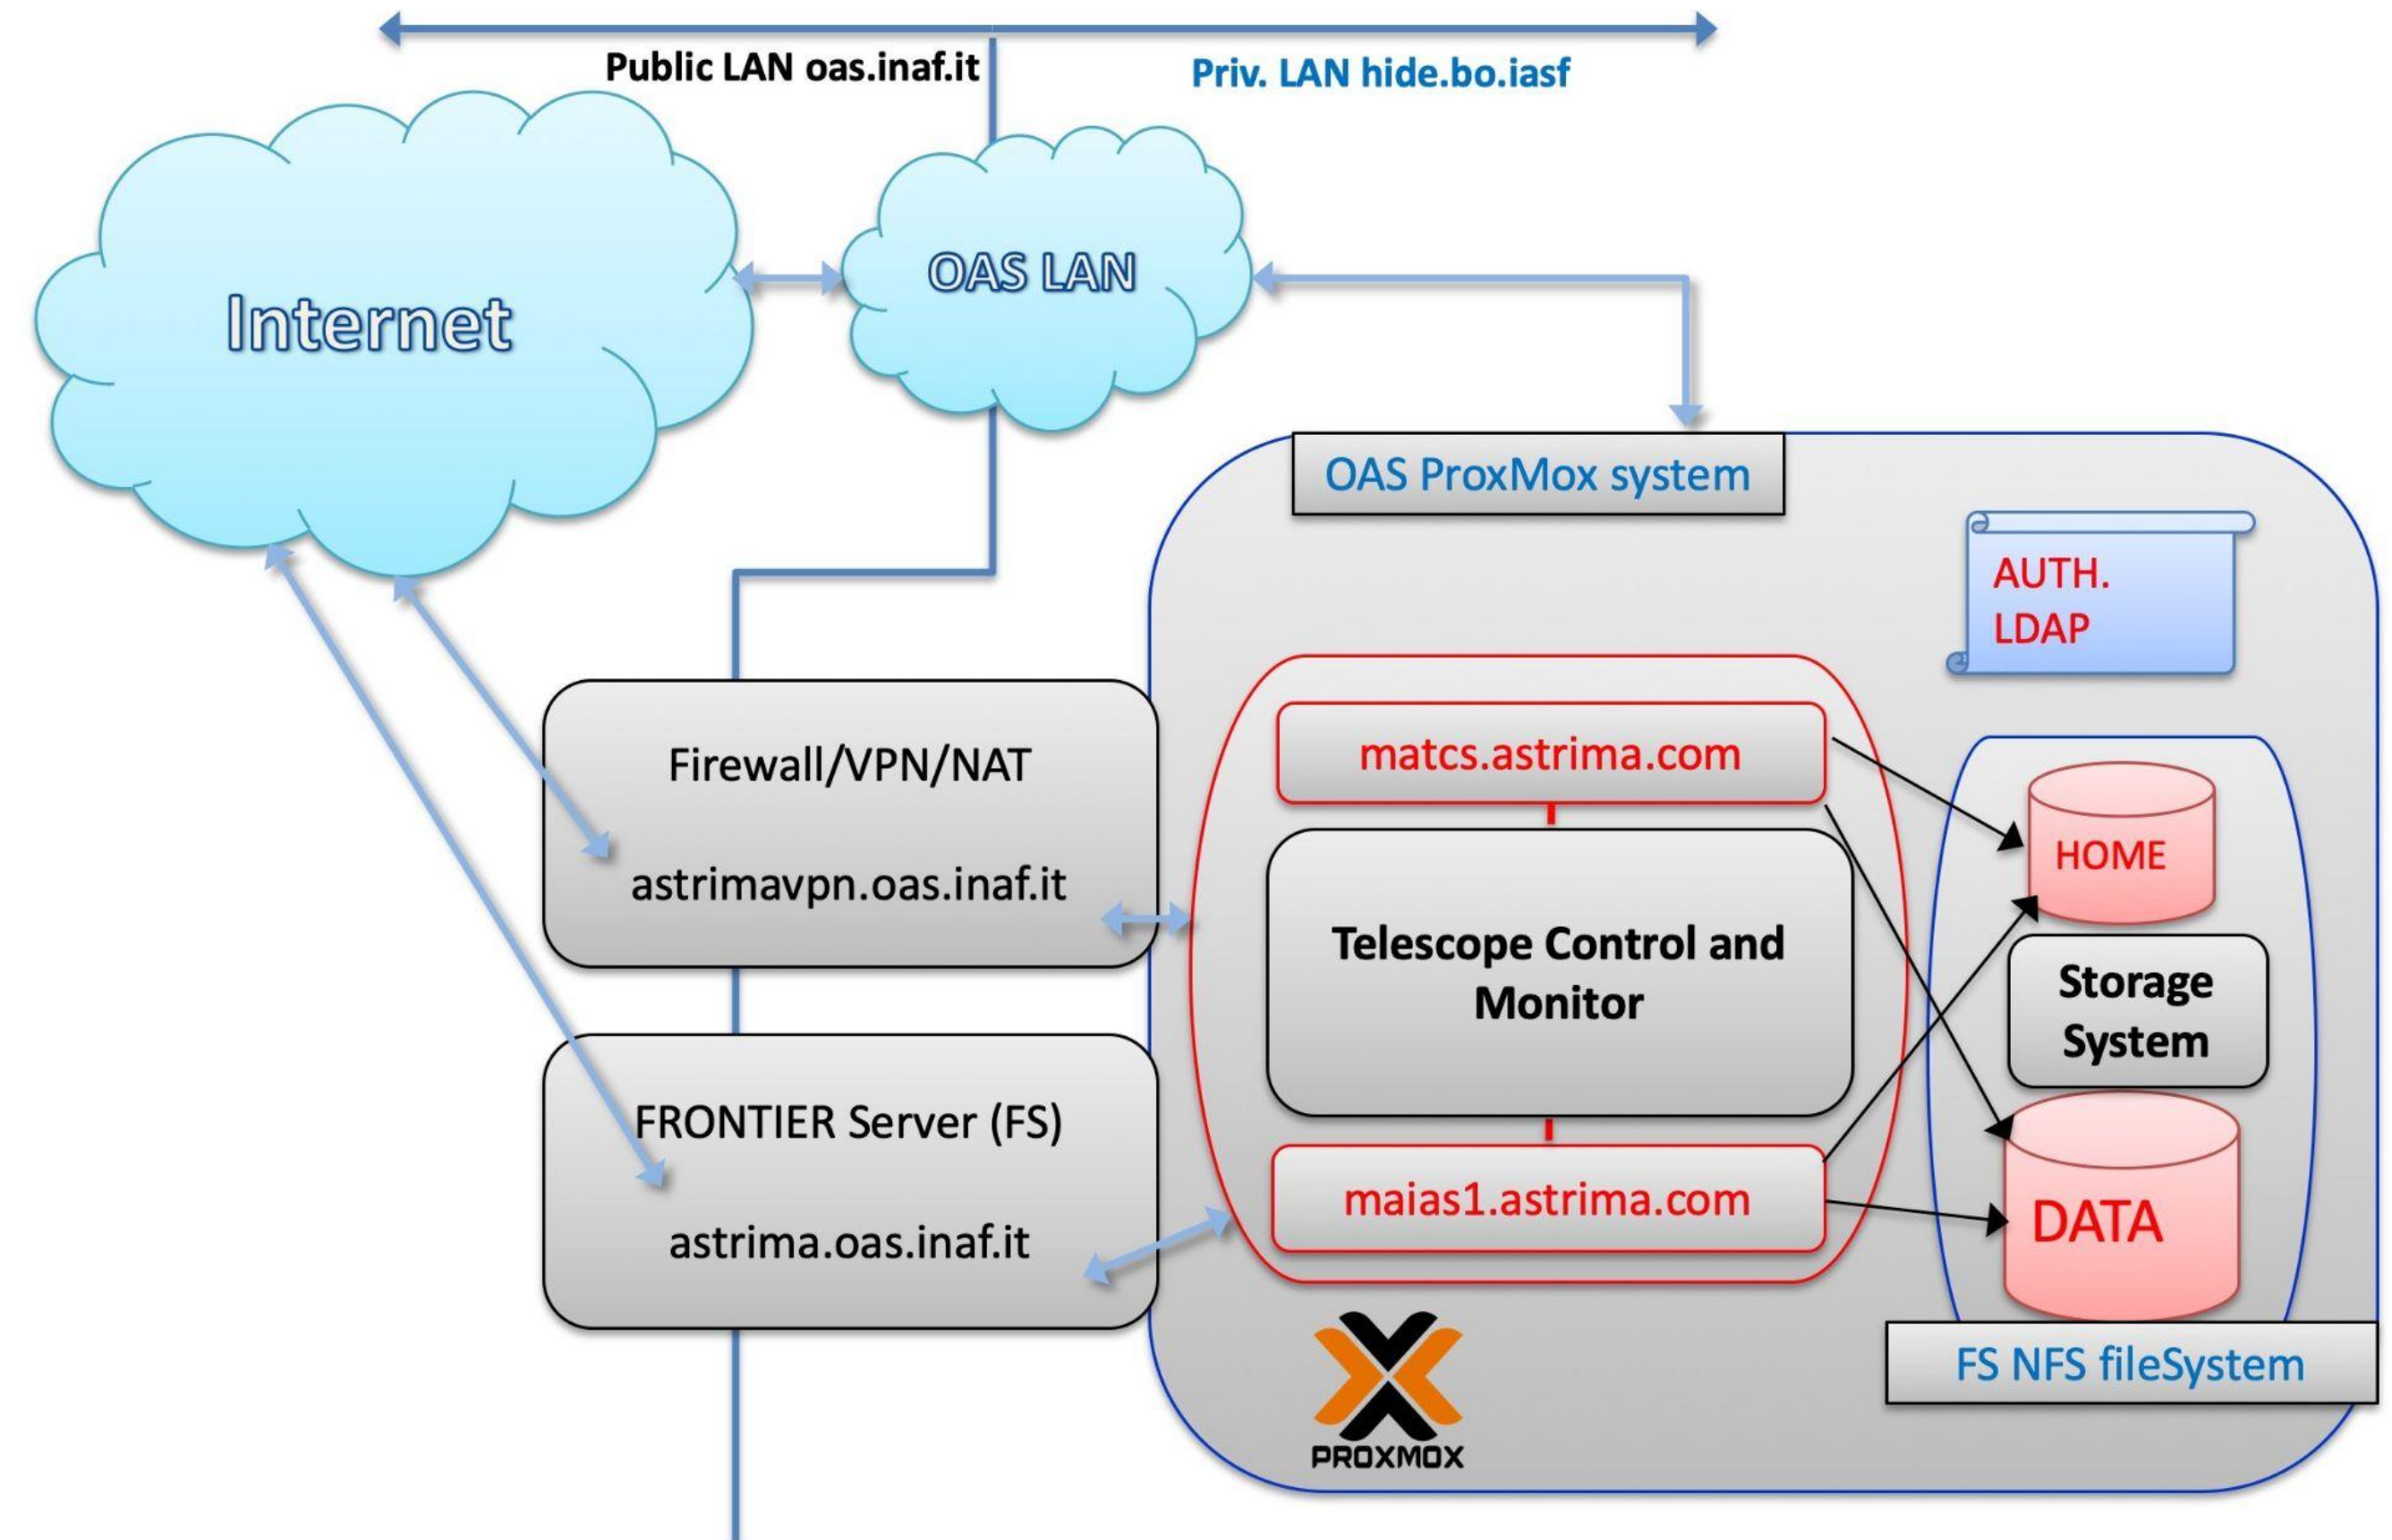 Public LAN oas.inaf.it
Priv. LAN hide.bo.iasf
Internet
OAS LAN
OAS ProxMox system
AUTH.
LDAP
Firewall/VPN/NAT
astrimavpn.oas.inaf.it
FRONTIER Server (FS)
astrima.oas.inaf.it
matcs.astrima.com
Telescope Control and
Monitor
maias1.astrima.com
HOME
Storage
System
DATA
FS NFS fileSystem
PROXMOX